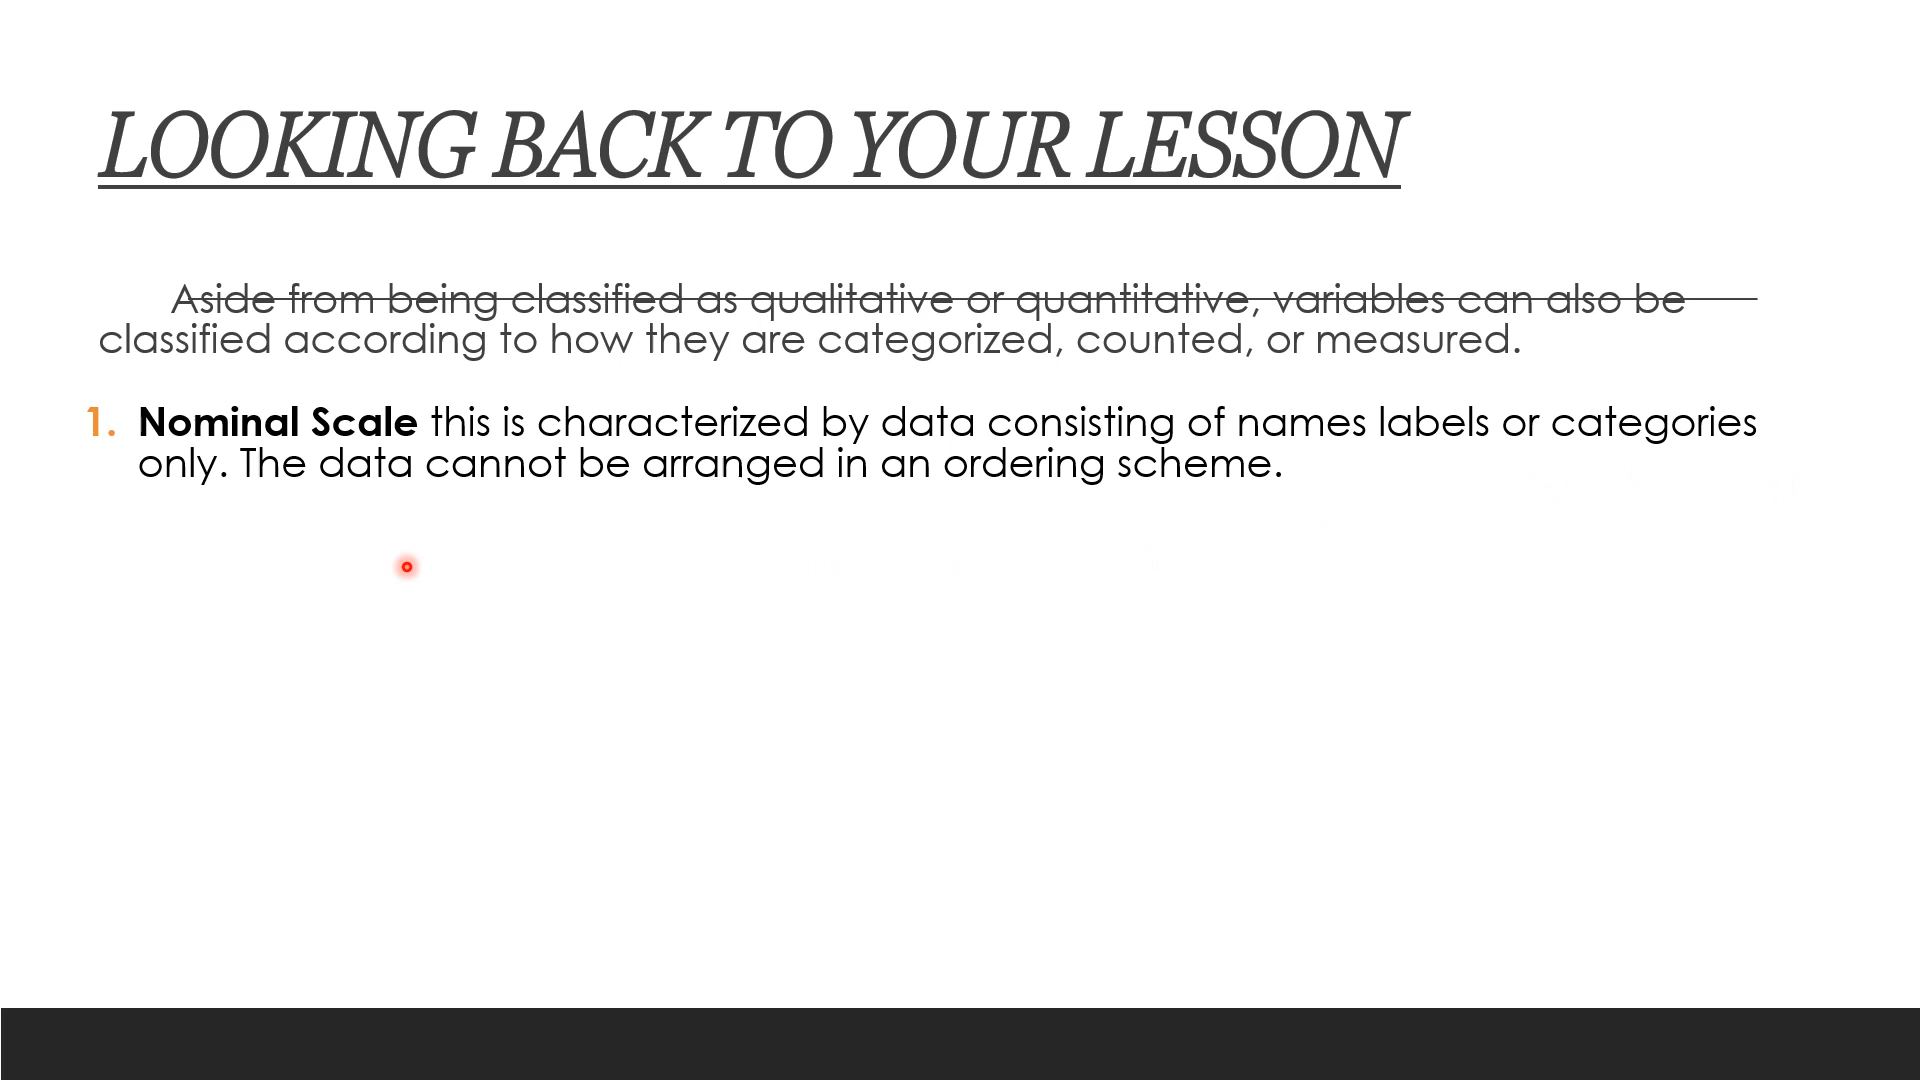 LOOKING BACK TO YOUR LESSON
Aside from being classified as qualitative or quantitative, variables can also be
classified according to how they are categorized, counted, or measured.
1. Nominal Scale this is characterized by data consisting of names labels or categories
only. The data cannot be arranged in an ordering scheme.